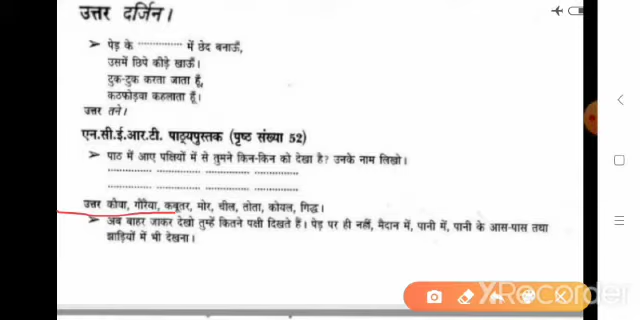 उत्तर दर्जिन।
➢ पेड़ के ............... में छेद बनाऊँ,
उसमें छिपे कीड़े खाऊँ।
टुक-टुक करता जाता हूँ,
कठफोड़वा कहलाता हूँ।
उत्तर तने।
एन.सी.ई.आर.टी. पाठ्यपुस्तक (पृष्ठ संख्या 52)
➢ पाठ में आए पक्षियों में से तुमने किन-किन को देखा है? उनके नाम लिखो।
............... ............... ............... ...............
............... ............... ............... ...............
उत्तर कौवा, गौरैया, कबूतर, मोर, चील, तोता, कोयल, गिद्ध।
➢ अब बाहर जाकर देखो तुम्हें कितने पक्षी दिखते हैं। पेड़ पर ही नहीं, मैदान में, पानी में, पानी के आस-पास तथा
झाड़ियों में भी देखना।
XRecorder